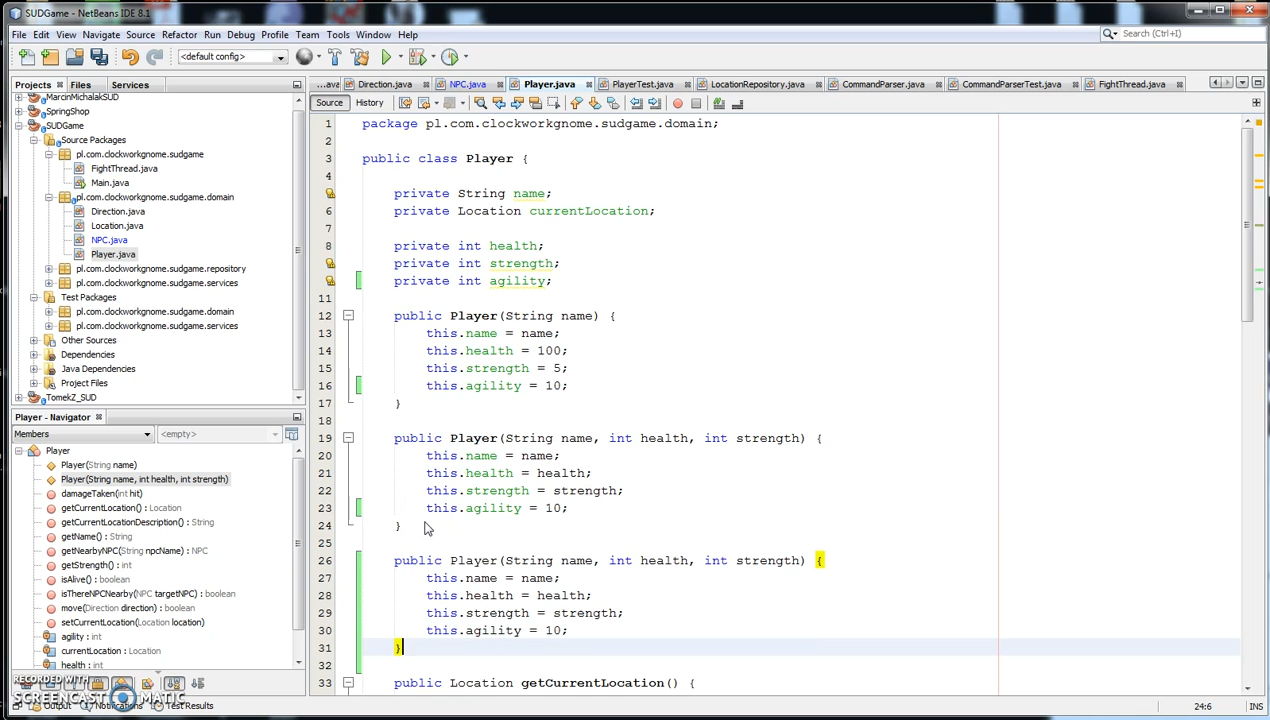 SUDGame - NetBeans IDE 8.1
File Edit View Navigate Source Refactor Run Debug Profile Team Tools Window Help
Search (Ctrl+I)
<default config>
Projects Files Services
MarcinMichalakSUD
SpringShop
SUDGame
Source Packages
pl.com.clockworkgnome.sudgame
FightThread.java
Main.java
pl.com.clockworkgnome.sudgame.domain
Direction.java
Location.java
NPC.java
Player.java
pl.com.clockworkgnome.sudgame.repository
pl.com.clockworkgnome.sudgame.services
Test Packages
pl.com.clockworkgnome.sudgame.domain
pl.com.clockworkgnome.sudgame.services
Other Sources
Dependencies
Java Dependencies
Project Files
TomekZ_SUD
Player - Navigator
Members <empty>
Player
Player(String name)
Player(String name, int health, int strength)
damageTaken(int hit)
getCurrentLocation() : Location
getCurrentLocationDescription() : String
getName() : String
getNearbyNPC(String npcName) : NPC
getStrength() : int
isAlive() : boolean
isThereNPCNearby(NPC targetNPC) : boolean
move(Direction direction) : boolean
setCurrentLocation(Location location)
agility : int
currentLocation : Location
health : int
RECORDED WITH
SCREENCAST MATIC
Output Notifications Test Results
...ava Direction.java NPC.java Player.java PlayerTest.java LocationRepository.java CommandParser.java CommandParserTest.java FightThread.java
Source History
1 package pl.com.clockworkgnome.sudgame.domain;
2
3 public class Player {
4
private String name;
6 private Location currentLocation;
7
8 private int health;
private int strength;
private int agility;
11
12 public Player(String name) {
13 this.name = name;
14 this.health = 100;
15 this.strength = 5;
16 this.agility = 10;
17 }
18
19 public Player(String name, int health, int strength) {
20 this.name = name;
21 this.health = health;
22 this.strength = strength;
23 this.agility = 10;
24 }
25
26 public Player(String name, int health, int strength) {
27 this.name = name;
28 this.health = health;
29 this.strength = strength;
30 this.agility = 10;
31 }
32
33 public Location getCurrentLocation() {
24:6 INS